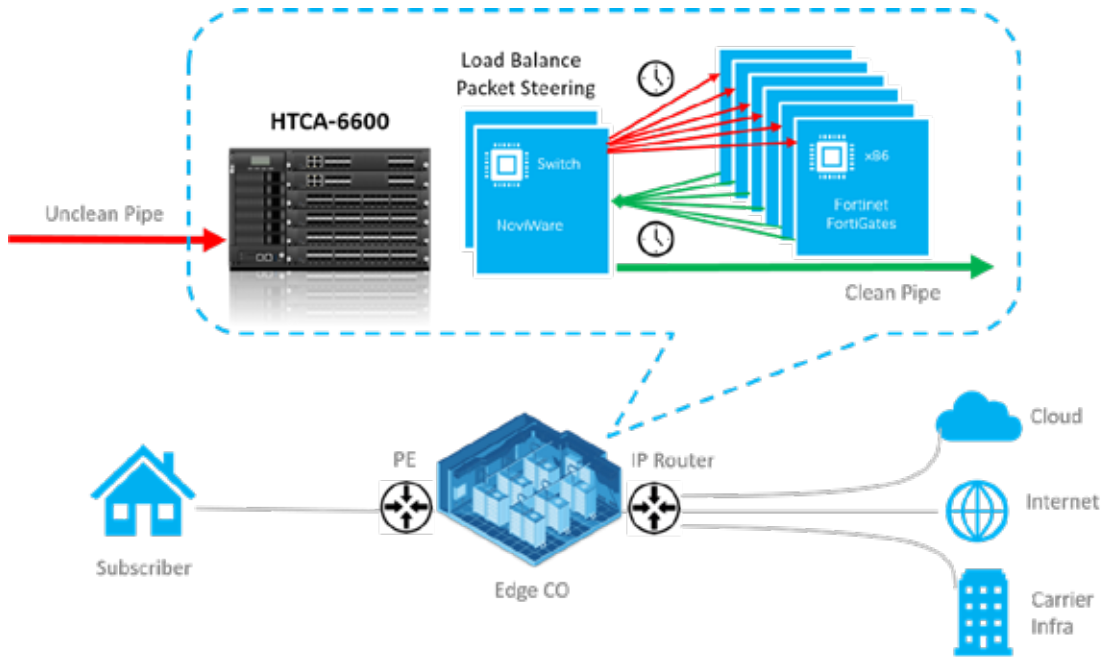 Load Balance
Packet Steering
HTCA-6600
Unclean Pipe
Switch
NoviWare
x86
Fortinet
FortiGates
Clean Pipe
PE
IP Router
Cloud
Internet
Subscriber
Edge CO
Carrier
Infra